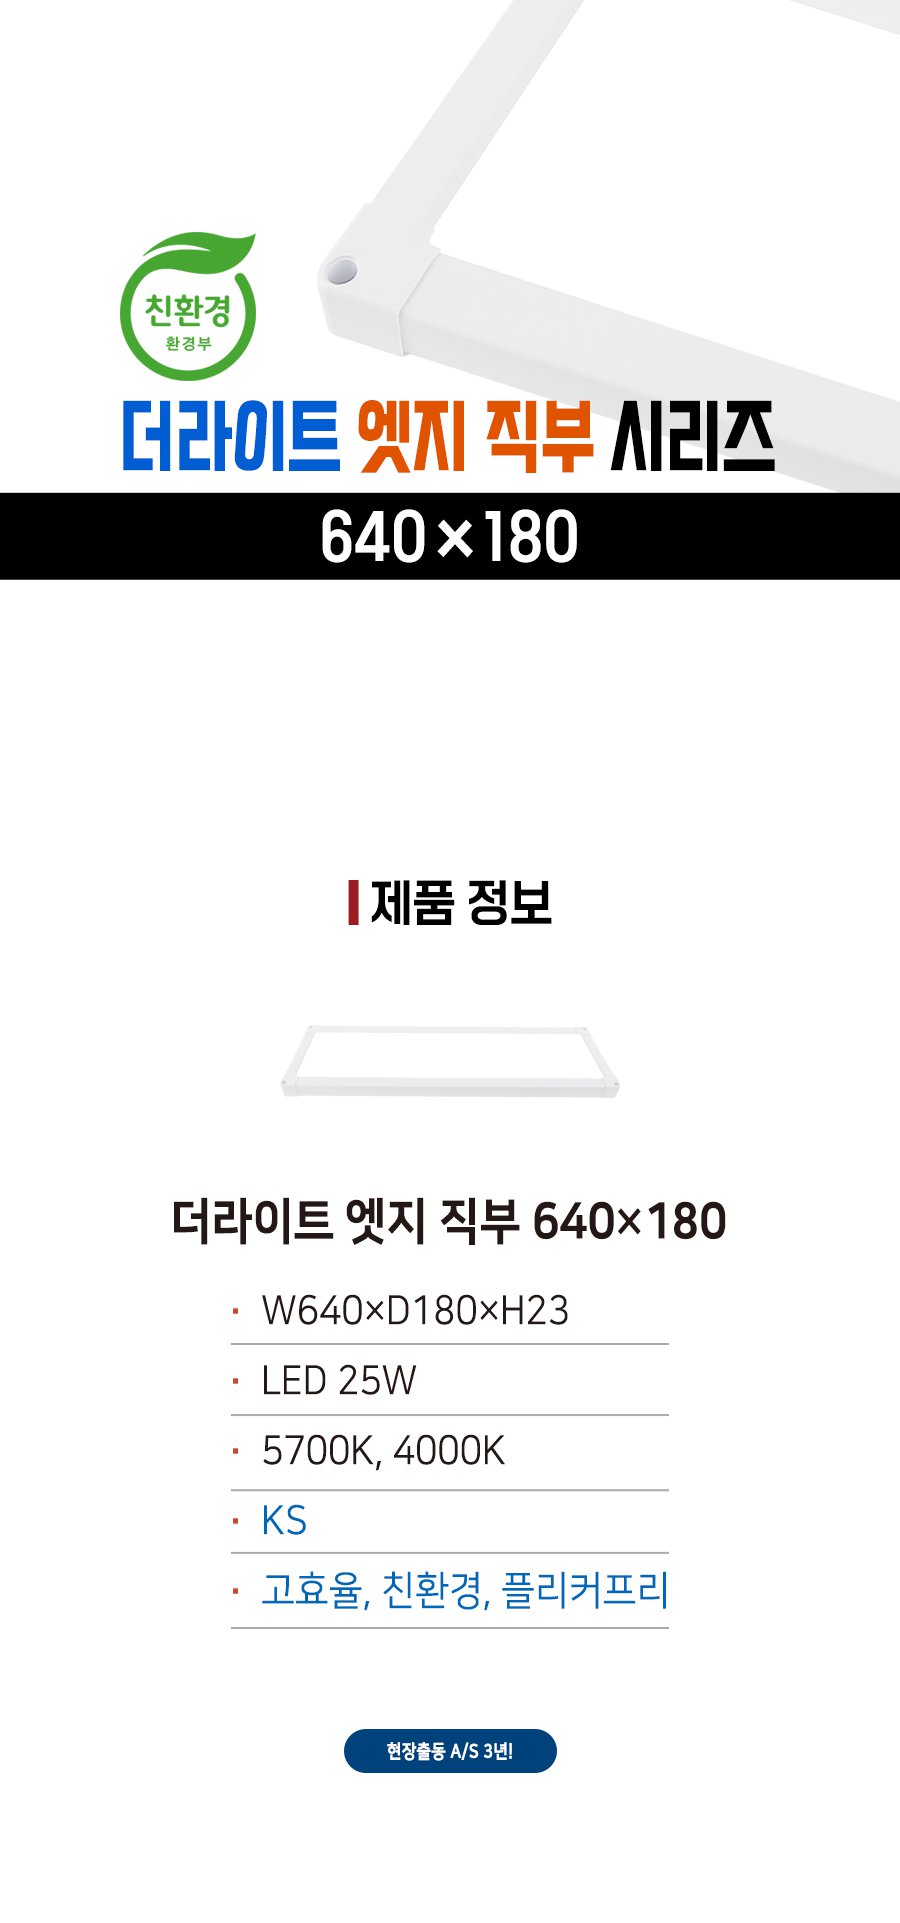 친환경
환경부
더라이트 엣지 직부 시리즈
640×180
제품 정보
더라이트 엣지 직부 640×180
· W640×D180×H23
· LED 25W
· 5700K, 4000K
· KS
· 고효율, 친환경, 플리커프리
현장출동 A/S 3년!